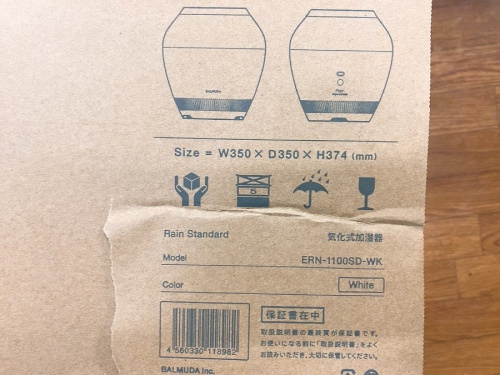 BALMUDA
Rain
Size = W350 × D350 × H374 (mm)
5
Rain Standard 気化式加湿器
Model ERN-1100SD-WK
Color White
保証書在中
取扱説明書の裏表紙が保証書です。
お使いになる前に「取扱説明書」をよく
お読みいただき、大切に保管してください。
4 560330 118982
BALMUDA Inc.